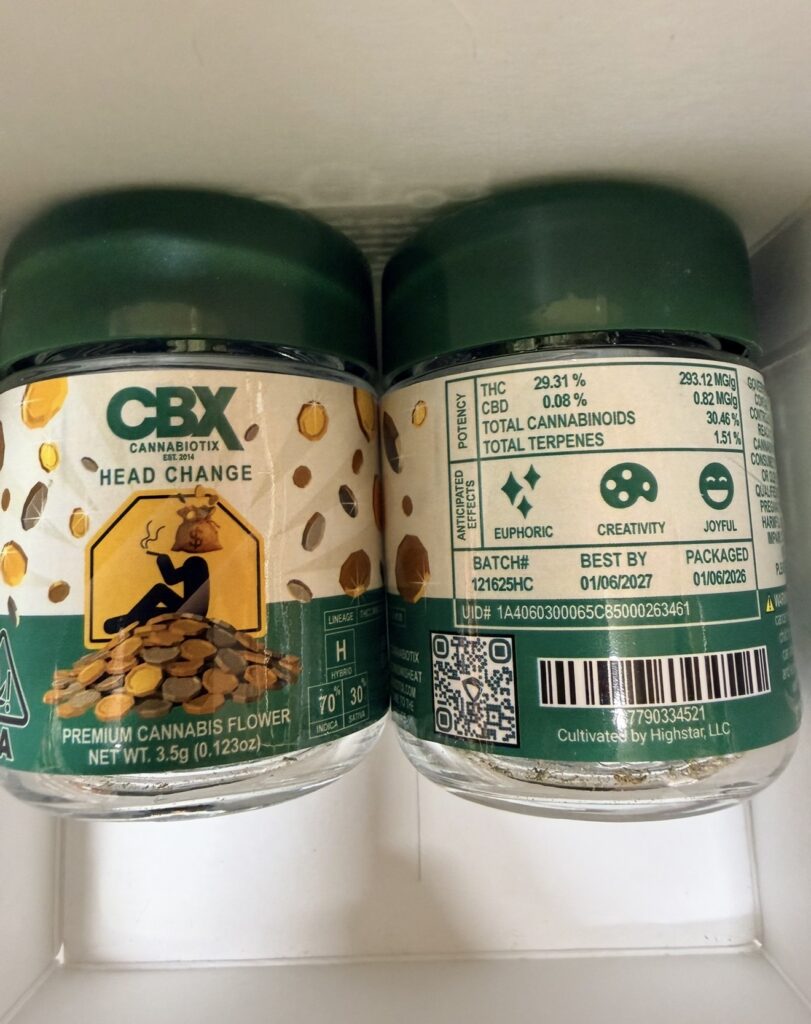 CBX
CANNABIOTIX
EST. 2014
HEAD CHANGE
$
LINEAGE
H
HYBRID
70% 30%
INDICA SATIVA
PREMIUM CANNABIS FLOWER
NET WT. 3.5g (0.123oz)
POTENCY
THC 29.31 % 293.12 MG/g
CBD 0.08 % 0.82 MG/g
TOTAL CANNABINOIDS 30.46 %
TOTAL TERPENES 1.51 %
ANTICIPATED
EFFECTS
EUPHORIC CREATIVITY JOYFUL
BATCH# BEST BY PACKAGED
121625HC 01/06/2027 01/06/2026
UID# 1A4060300065C85000263461
7790334521
Cultivated by Highstar, LLC